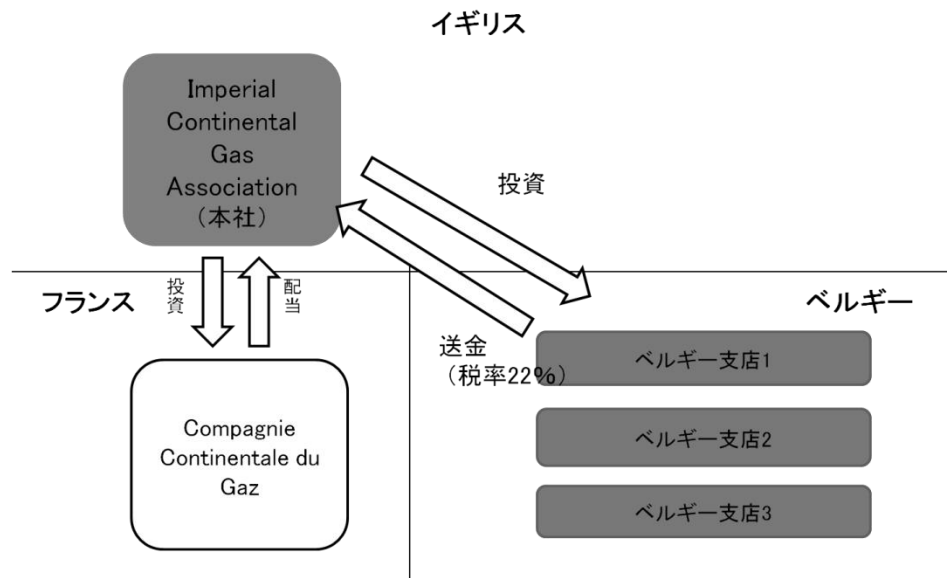 イギリス
Imperial
Continental
Gas
Association
（本社）
投資
フランス
投資
配当
ベルギー
送金
（税率22%）
ベルギー支店1
Compagnie
Continentale du
Gaz
ベルギー支店2
ベルギー支店3